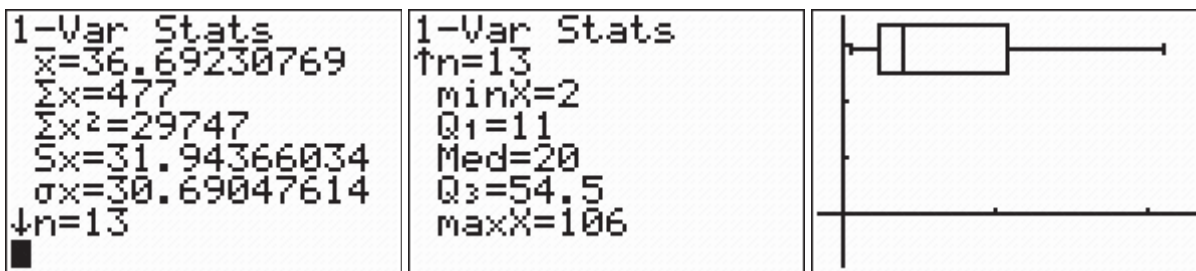 1-Var Stats
x̄=36.69230769
Σx=477
Σx²=29747
Sx=31.94366034
σx=30.69047614
↓n=13
1-Var Stats
↑n=13
minX=2
Q₁=11
Med=20
Q₃=54.5
maxX=106